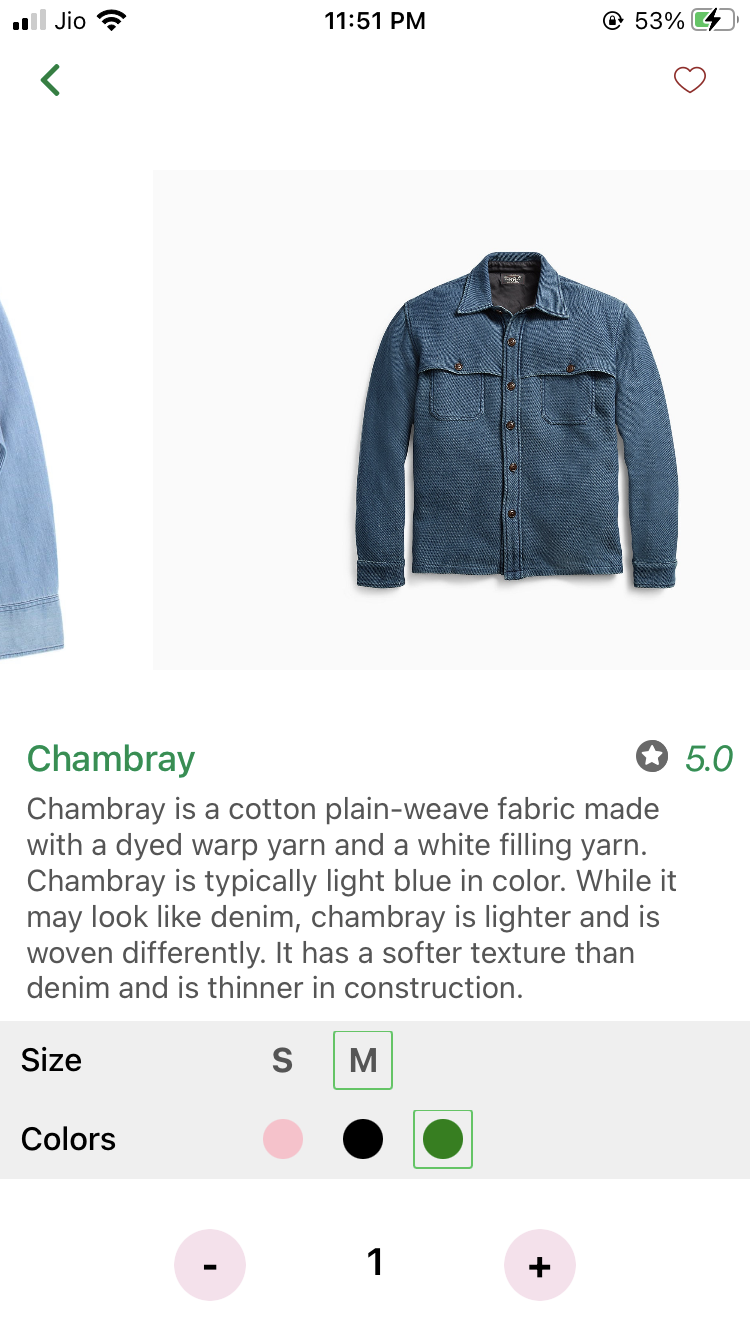 Jio 11:51 PM 53%
Chambray 5.0
Chambray is a cotton plain-weave fabric made
with a dyed warp yarn and a white filling yarn.
Chambray is typically light blue in color. While it
may look like denim, chambray is lighter and is
woven differently. It has a softer texture than
denim and is thinner in construction.
Size S M
Colors
- 1 +